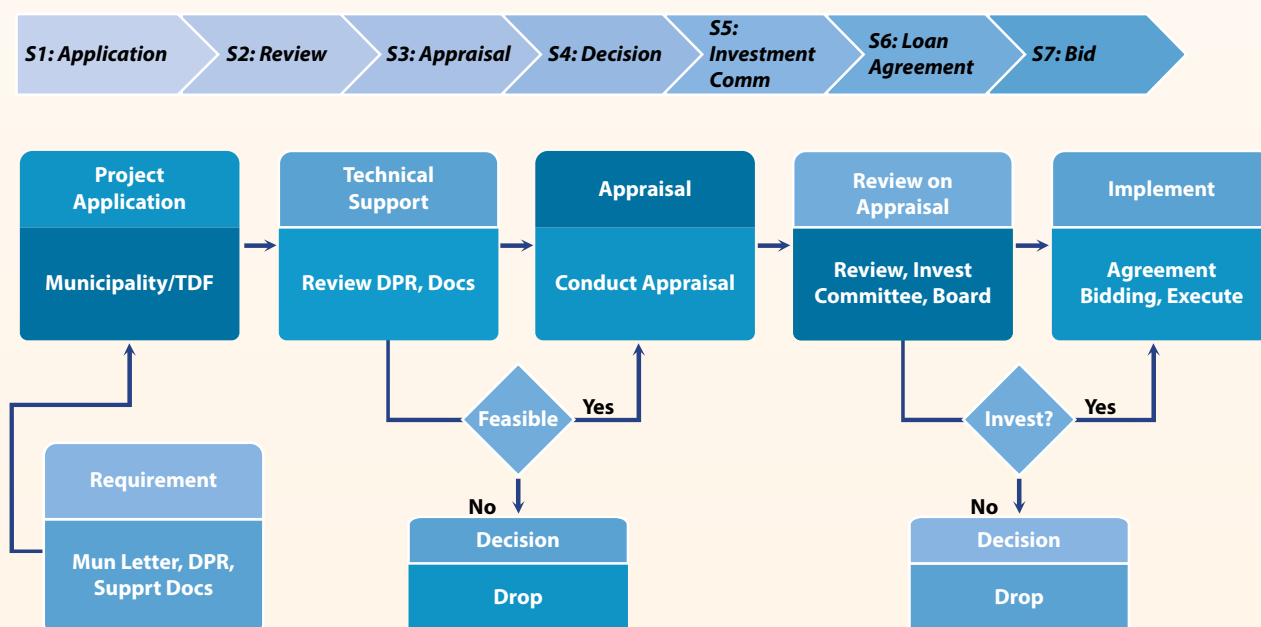 S1: Application
S2: Review
S3: Appraisal
S4: Decision
S5:
Investment
Comm
S6: Loan
Agreement
S7: Bid
Project
Application
Municipality/TDF
Technical
Support
Review DPR, Docs
Appraisal
Conduct Appraisal
Review on
Appraisal
Review, Invest
Committee, Board
Implement
Agreement
Bidding, Execute
Feasible
Yes
No
Invest?
Yes
No
Requirement
Mun Letter, DPR,
Supprt Docs
Decision
Drop
Decision
Drop